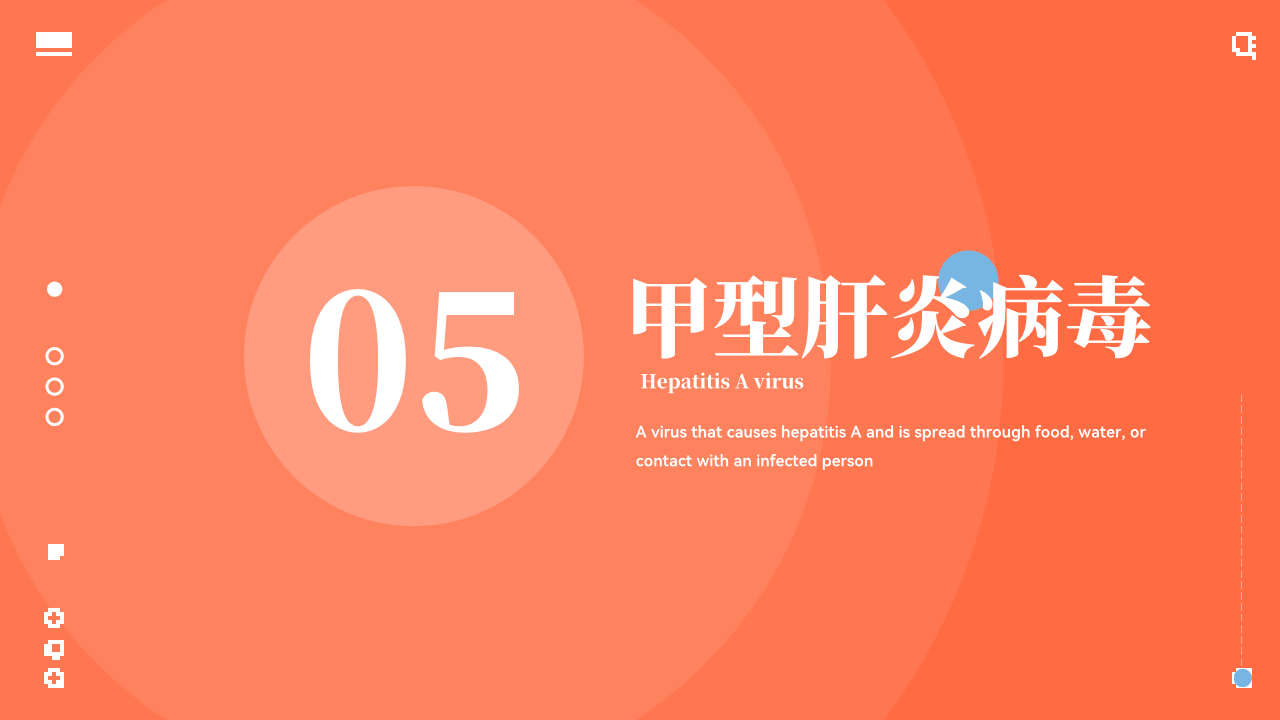 05
甲型肝炎病毒
Hepatitis A virus
A virus that causes hepatitis A and is spread through food, water, or
contact with an infected person